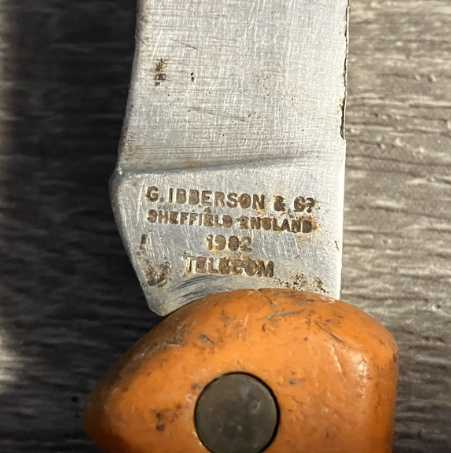 G. IBBERSON & Cº
SHEFFIELD ENGLAND
1982
TELECOM